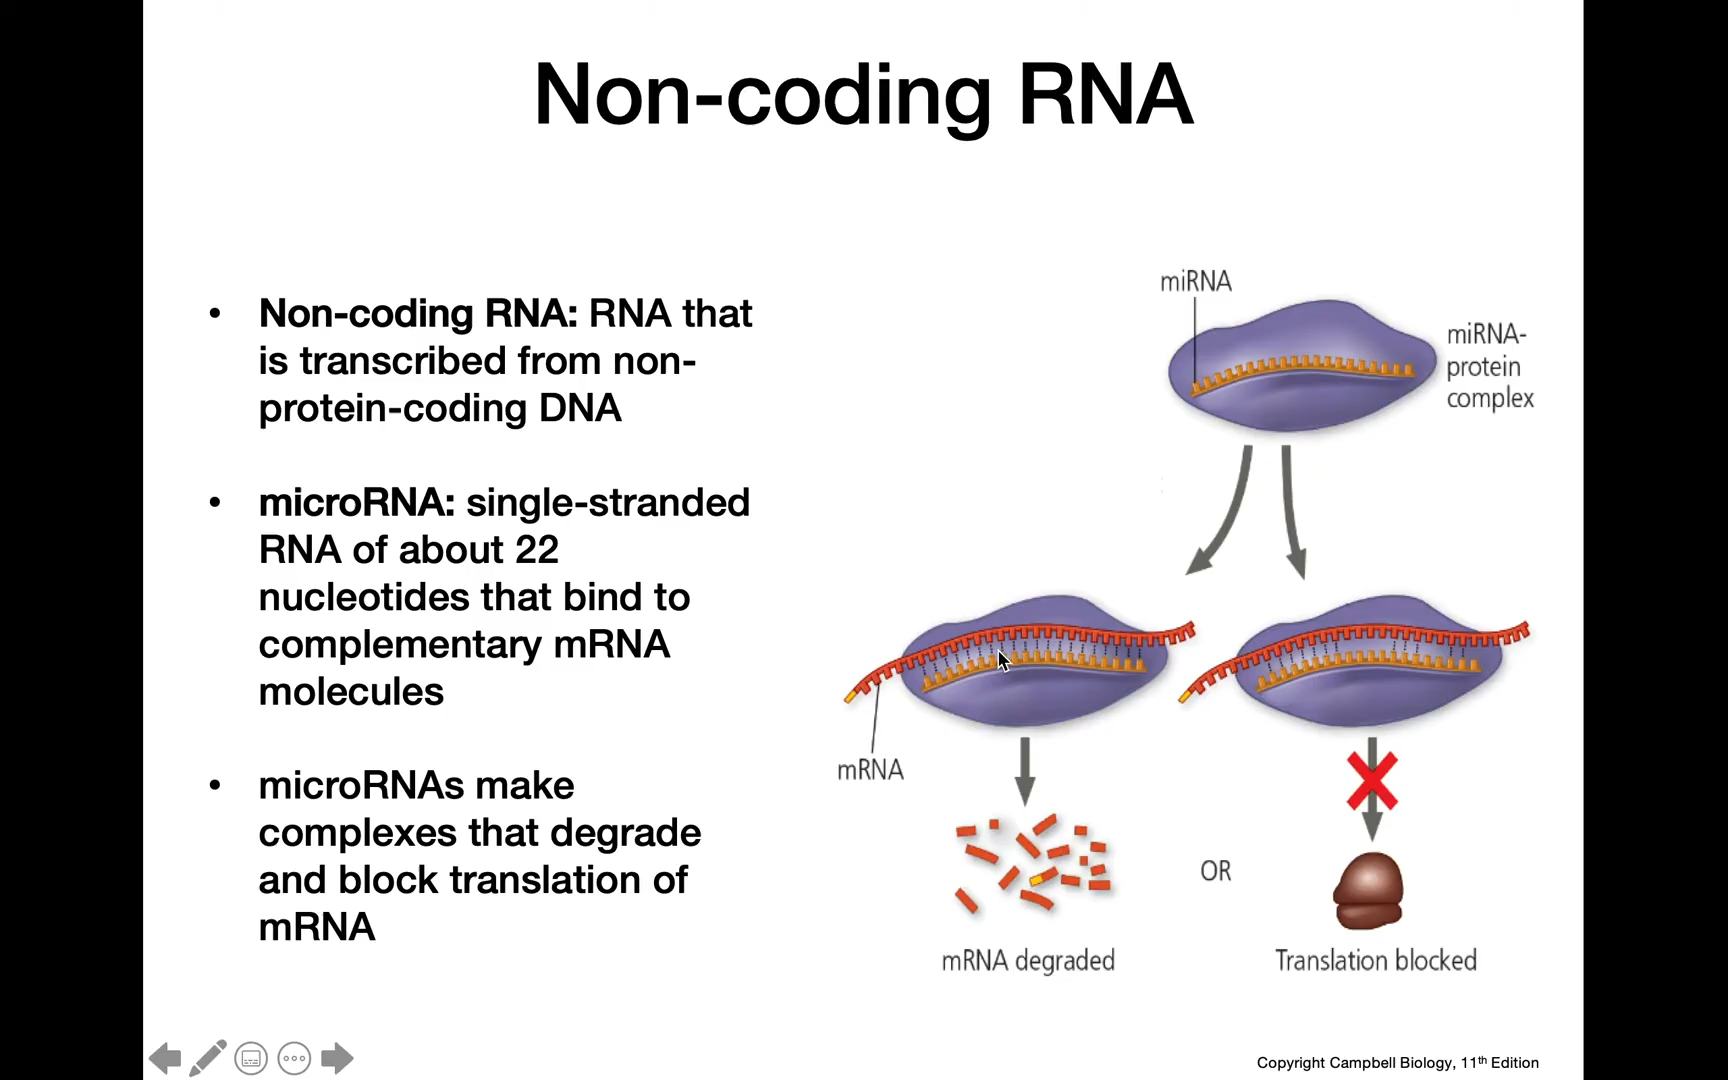 Non-coding RNA
• Non-coding RNA: RNA that
is transcribed from non-
protein-coding DNA
• microRNA: single-stranded
RNA of about 22
nucleotides that bind to
complementary mRNA
molecules
• microRNAs make
complexes that degrade
and block translation of
mRNA
miRNA
miRNA-
protein
complex
mRNA
OR
mRNA degraded
Translation blocked
Copyright Campbell Biology, 11th Edition